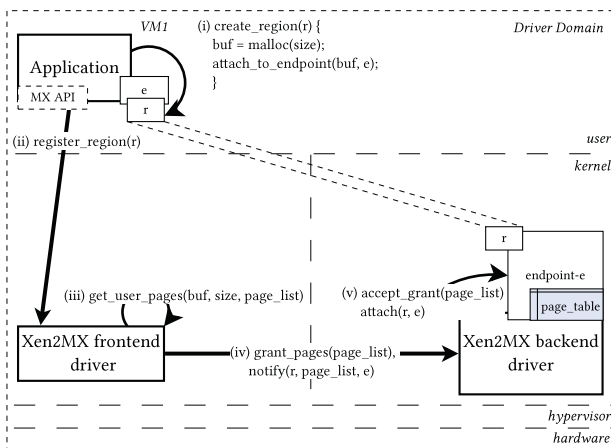 VM1
(i) create_region(r) {
buf = malloc(size);
attach_to_endpoint(buf, e);
}
Driver Domain
Application
MX API
e
r
(ii) register_region(r)
user
kernel
r
endpoint-e
page_table
(iii) get_user_pages(buf, size, page_list)
(v) accept_grant(page_list)
attach(r, e)
Xen2MX frontend
driver
(iv) grant_pages(page_list),
notify(r, page_list, e)
Xen2MX backend
driver
hypervisor
hardware